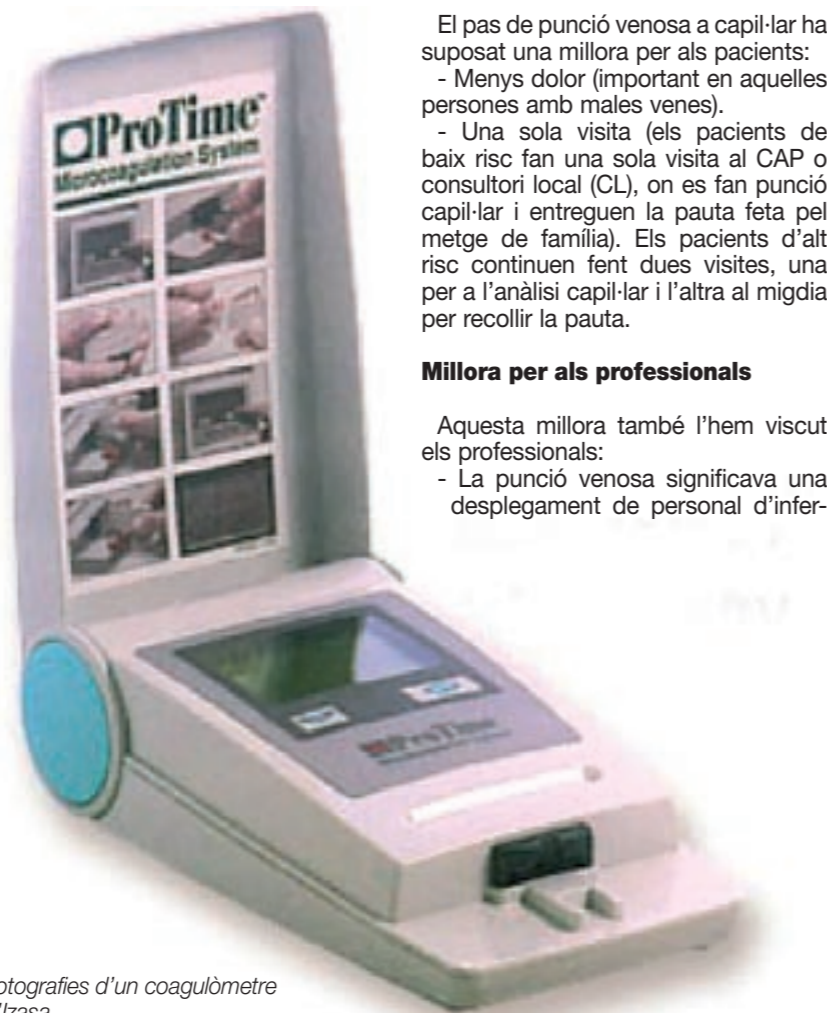 El pas de punció venosa a capil·lar ha
suposat una millora per als pacients:
- Menys dolor (important en aquelles
persones amb males venes).
- Una sola visita (els pacients de
baix risc fan una sola visita al CAP o
consultori local (CL), on es fan punció
capil·lar i entreguen la pauta feta pel
metge de família). Els pacients d'alt
risc continuen fent dues visites, una
per a l'anàlisi capil·lar i l'altra al migdia
per recollir la pauta.
Millora per als professionals
Aquesta millora també l'hem viscut
els professionals:
- La punció venosa significava una
desplegament de personal d'infer-
ProTime™
Microcoagulation System
ProTime
otografies d'un coagulòmetre
'Izasa